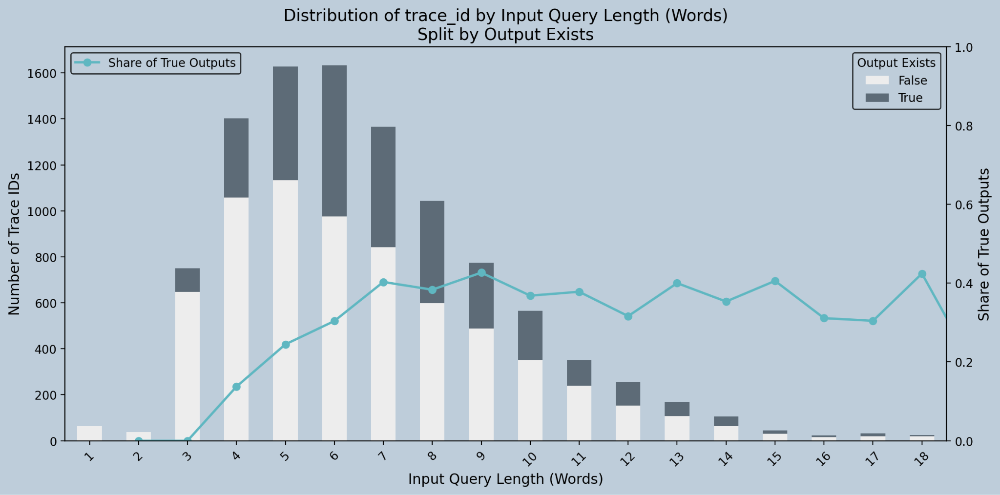 Distribution of trace_id by Input Query Length (Words)
Split by Output Exists
Share of True Outputs
Output Exists
False
True
Number of Trace IDs
1600
1400
1200
1000
800
600
400
200
0
1.0
0.8
0.6
0.4
0.2
0.0
Share of True Outputs
1 2 3 4 5 6 7 8 9 10 11 12 13 14 15 16 17 18
Input Query Length (Words)